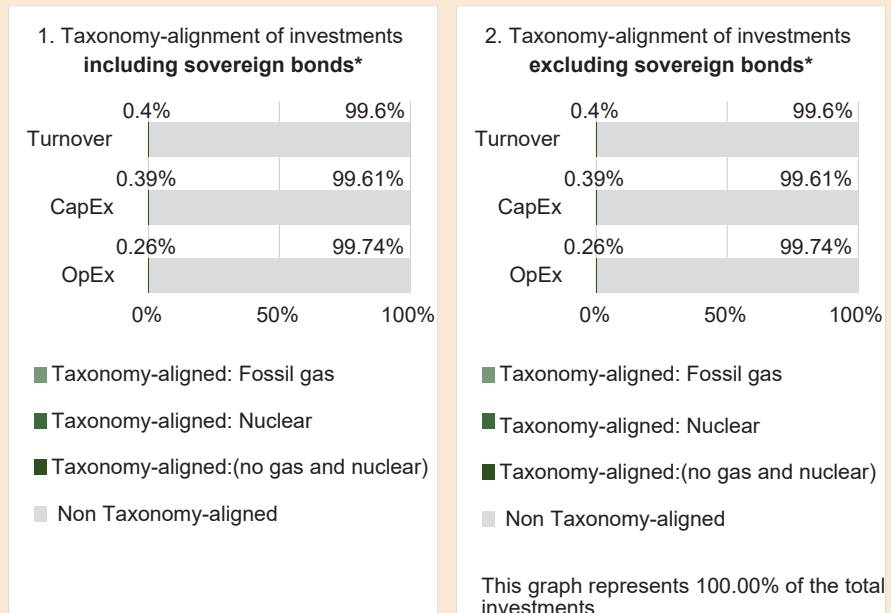 1. Taxonomy-alignment of investments
including sovereign bonds*
0.4% 99.6%
Turnover
0.39% 99.61%
CapEx
0.26% 99.74%
OpEx
0% 50% 100%
Taxonomy-aligned: Fossil gas
Taxonomy-aligned: Nuclear
Taxonomy-aligned:(no gas and nuclear)
Non Taxonomy-aligned
2. Taxonomy-alignment of investments
excluding sovereign bonds*
0.4% 99.6%
Turnover
0.39% 99.61%
CapEx
0.26% 99.74%
OpEx
0% 50% 100%
Taxonomy-aligned: Fossil gas
Taxonomy-aligned: Nuclear
Taxonomy-aligned:(no gas and nuclear)
Non Taxonomy-aligned
This graph represents 100.00% of the total
investments